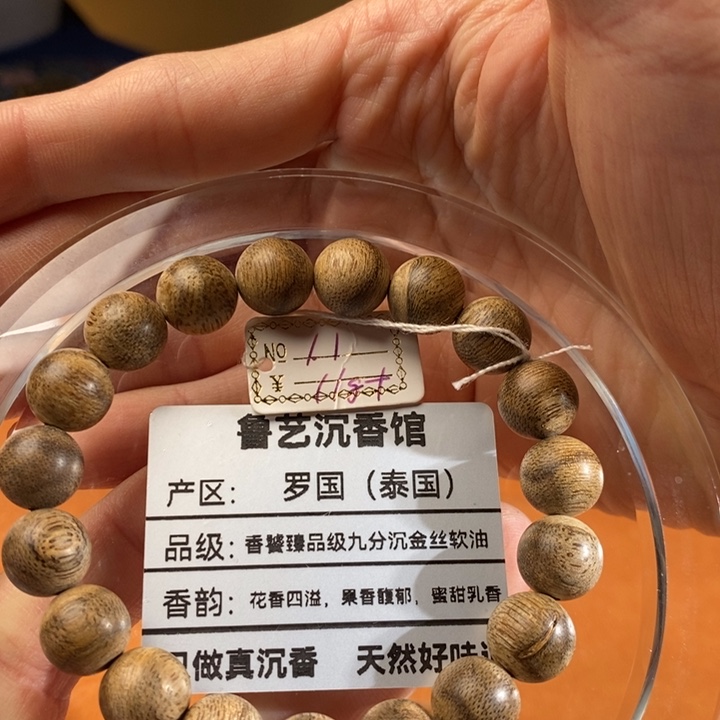 NO 11
¥
鲁艺沉香馆
产区： 罗国（泰国）
品级：香饕臻品级九分沉金丝软油
香韵：花香四溢，果香馥郁，蜜甜乳香
做真沉香 天然好味